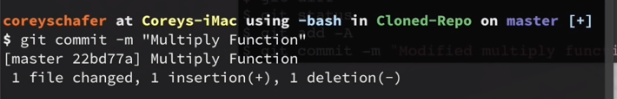 coreyschafer at Coreys-iMac using -bash in Cloned-Repo on master [+]
$ git commit -m "Multiply Function"
[master 22bd77a] Multiply Function
 1 file changed, 1 insertion(+), 1 deletion(-)